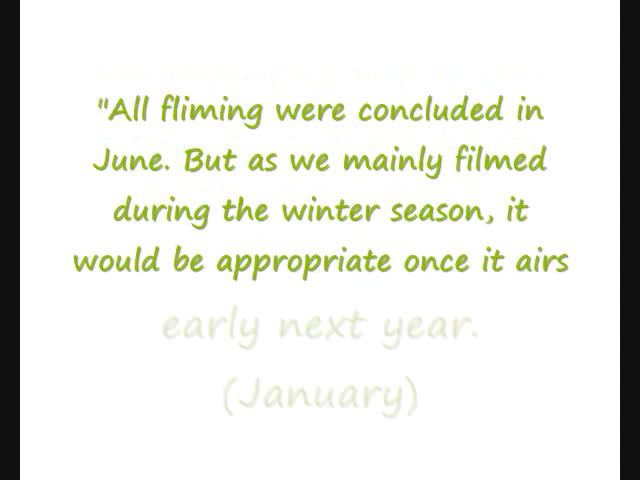 "All fliming were concluded in
June. But as we mainly filmed
during the winter season, it
would be appropriate once it airs
early next year.
(January)